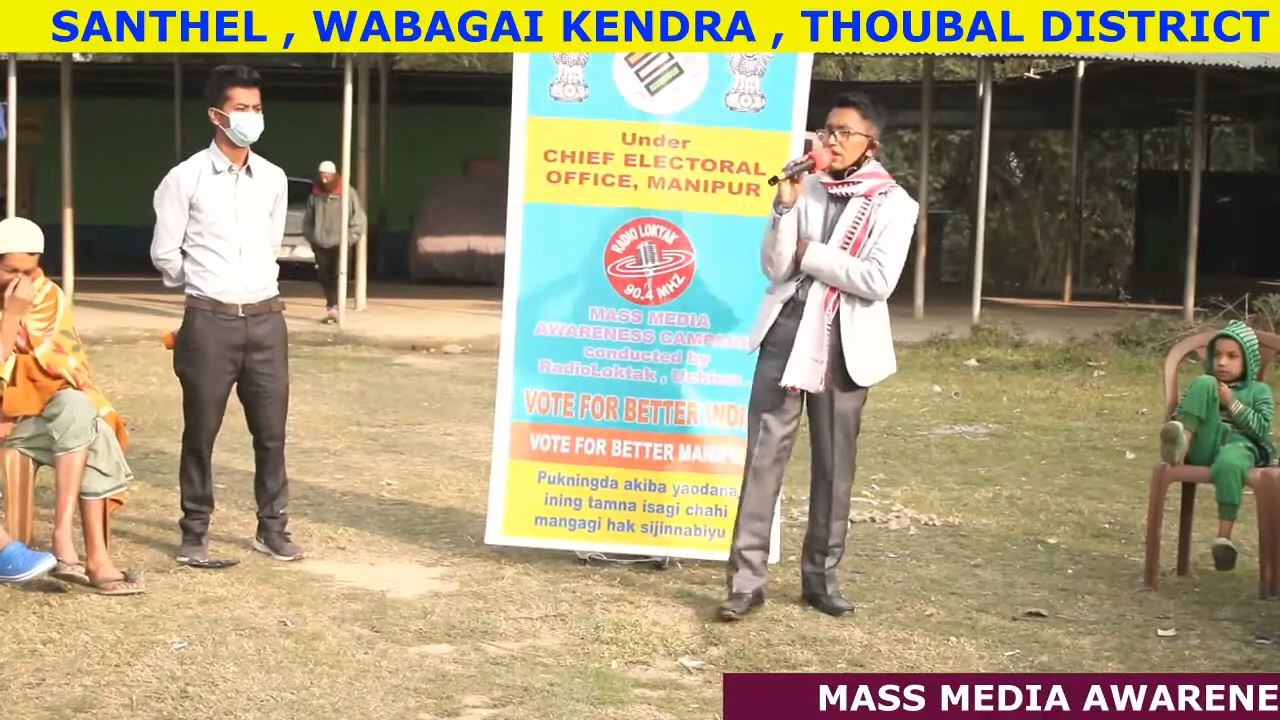 SANTHEL , WABAGAI KENDRA , THOUBAL DISTRICT
Under
CHIEF ELECTORAL
OFFICE, MANIPUR
RADIO LOKTAK
90.4 MHZ
MASS MEDIA
AWARENESS
conducted by
RadioLoktak ,
VOTE FOR BETTER
VOTE FOR BETTER
Pukningda akiba yaodana
ining tamna isagi chahi
mangagi hak sijinnabiyu
MASS MEDIA AWARENE